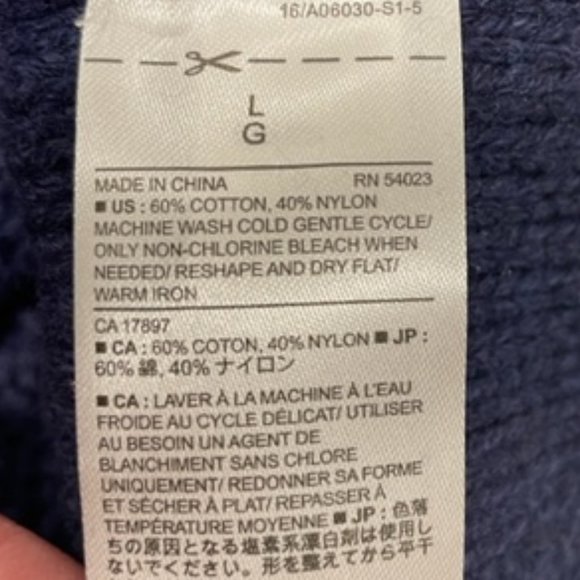 16/A06030-S1-5
L
G
MADE IN CHINA RN 54023
■ US : 60% COTTON, 40% NYLON
MACHINE WASH COLD GENTLE CYCLE/
ONLY NON-CHLORINE BLEACH WHEN
NEEDED/ RESHAPE AND DRY FLAT/
WARM IRON
CA 17897
■ CA : 60% COTON, 40% NYLON ■ JP :
60% 綿, 40% ナイロン
■ CA : LAVER À LA MACHINE À L'EAU
FROIDE AU CYCLE DÉLICAT/ UTILISER
AU BESOIN UN AGENT DE
BLANCHIMENT SANS CHLORE
UNIQUEMENT/ REDONNER SA FORME
ET SÉCHER À PLAT/ REPASSER À
TEMPÉRATURE MOYENNE ■ JP : 色落
ちの原因となる塩素系漂白剤は使用し
ないでください。形を整えてから平干